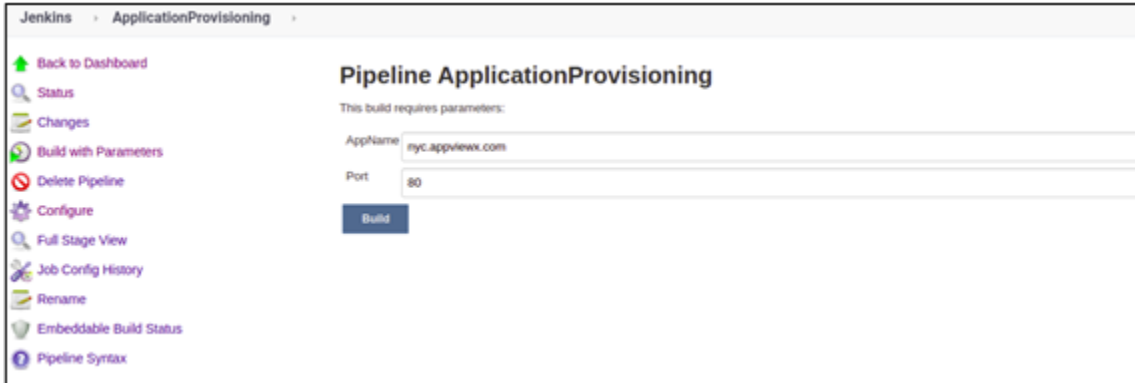 Jenkins › ApplicationProvisioning ›
Back to Dashboard
Status
Changes
Build with Parameters
Delete Pipeline
Configure
Full Stage View
Job Config History
Rename
Embeddable Build Status
Pipeline Syntax
Pipeline ApplicationProvisioning
This build requires parameters:
AppName nyc.appviewx.com
Port 80
Build